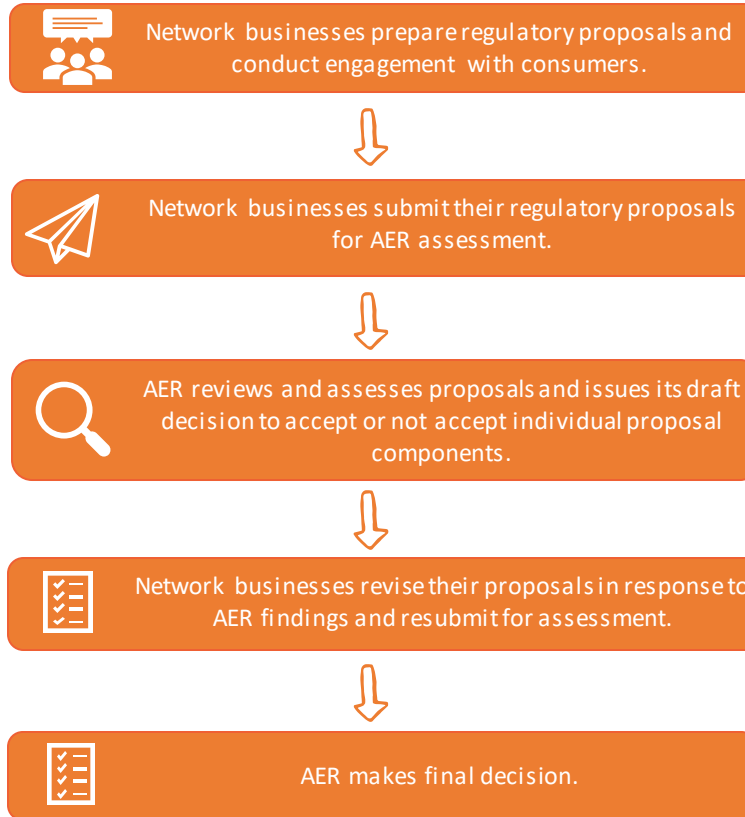 Network businesses prepare regulatory proposals and
conduct engagement with consumers.
Network businesses submit their regulatory proposals
for AER assessment.
AER reviews and assesses proposals and issues its draft
decision to accept or not accept individual proposal
components.
Network businesses revise their proposals in response to
AER findings and resubmit for assessment.
AER makes final decision.